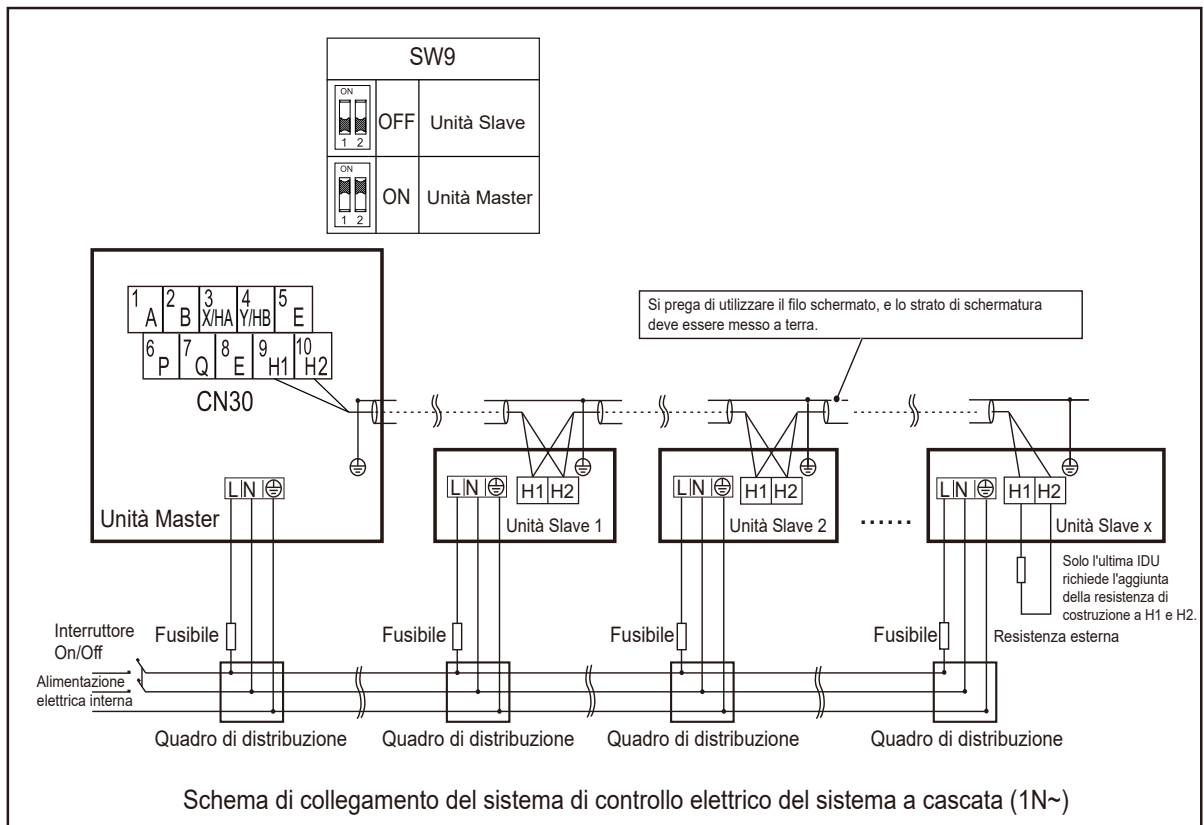 SW9
ON
1 2
OFF
Unità Slave
ON
1 2
ON
Unità Master
1 A
2 B
3 X/HA
4 Y/HB
5 E
6 P
7 Q
8 E
9 H1
10 H2
CN30
Si prega di utilizzare il filo schermato, e lo strato di schermatura
deve essere messo a terra.
L N
Unità Master
L N
H1 H2
Unità Slave 1
L N
H1 H2
Unità Slave 2
......
L N
H1 H2
Unità Slave x
Solo l'ultima IDU
richiede l'aggiunta
della resistenza di
costruzione a H1 e H2.
Interruttore
On/Off
Fusibile
Fusibile
Fusibile
Fusibile
Resistenza esterna
Alimentazione
elettrica interna
Quadro di distribuzione
Quadro di distribuzione
Quadro di distribuzione
Quadro di distribuzione
Schema di collegamento del sistema di controllo elettrico del sistema a cascata (1N~)